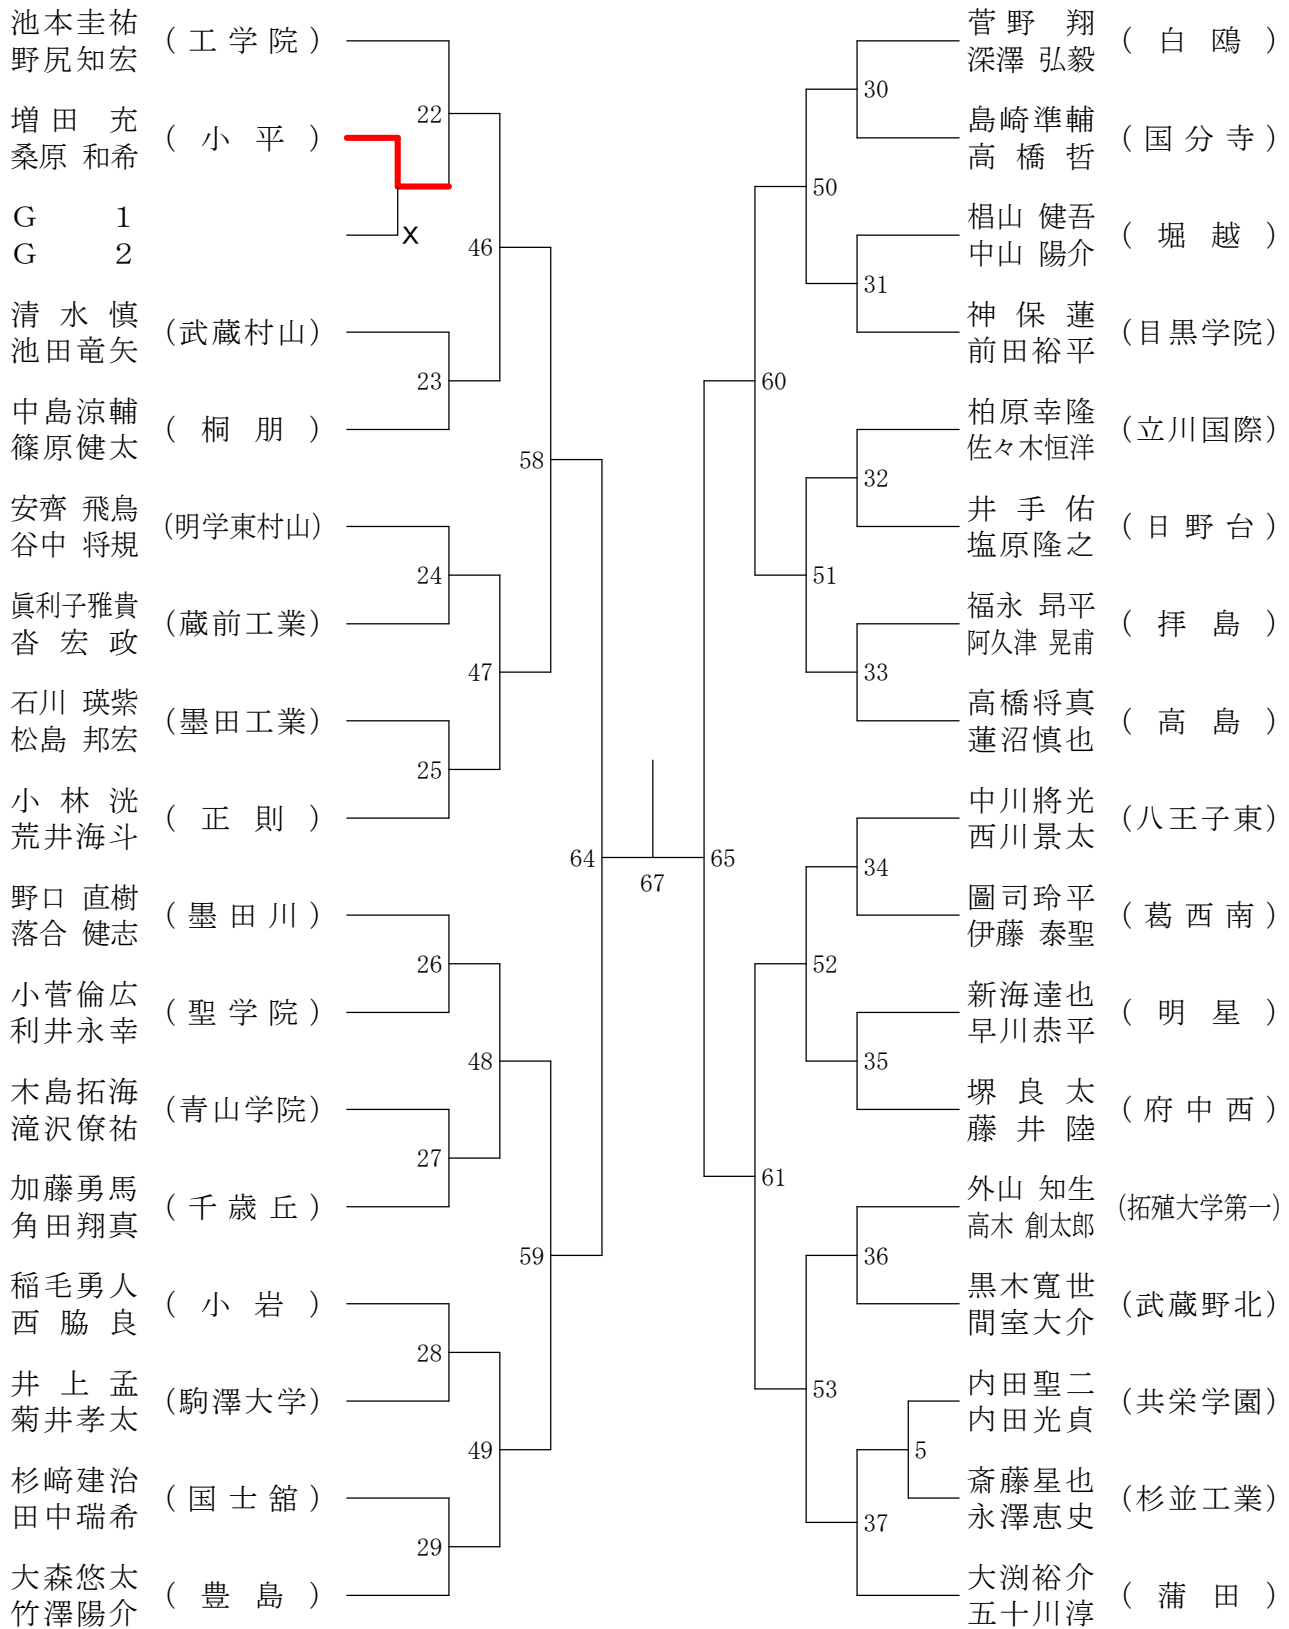 池本圭祐
野尻知宏
(工学院)
増田 充
桑原 和希
(小平)
G 1
G 2
x
清水慎
池田竜矢
(武蔵村山)
中島涼輔
篠原健太
(桐朋)
安齊 飛鳥
谷中 将規
(明学東村山)
眞利子雅貴
沓宏政
(蔵前工業)
石川 瑛紫
松島 邦宏
(墨田工業)
小林洸
荒井海斗
(正則)
野口 直樹
落合 健志
(墨田川)
小菅倫広
利井永幸
(聖学院)
木島拓海
滝沢僚祐
(青山学院)
加藤勇馬
角田翔真
(千歳丘)
稲毛勇人
西脇良
(小岩)
井上孟
菊井孝太
(駒澤大学)
杉﨑建治
田中瑞希
(国士舘)
大森悠太
竹澤陽介
(豊島)
22
23
24
25
26
27
28
29
46
47
48
49
58
59
64
67
65
60
61
50
51
52
53
30
31
32
33
34
35
36
37
5
菅野 翔
深澤 弘毅
(白鴎)
島崎準輔
高橋哲
(国分寺)
椙山 健吾
中山 陽介
(堀越)
神保蓮
前田裕平
(目黒学院)
柏原幸隆
佐々木恒洋
(立川国際)
井手佑
塩原隆之
(日野台)
福永 昂平
阿久津 晃甫
(拝島)
高橋将真
蓮沼慎也
(高島)
中川將光
西川景太
(八王子東)
圖司玲平
伊藤 泰聖
(葛西南)
新海達也
早川恭平
(明星)
堺良太
藤井陸
(府中西)
外山 知生
高木 創太郎
(拓殖大学第一)
黒木寛世
間室大介
(武蔵野北)
内田聖二
内田光貞
(共栄学園)
斎藤星也
永澤恵史
(杉並工業)
大渕裕介
五十川淳
(蒲田)